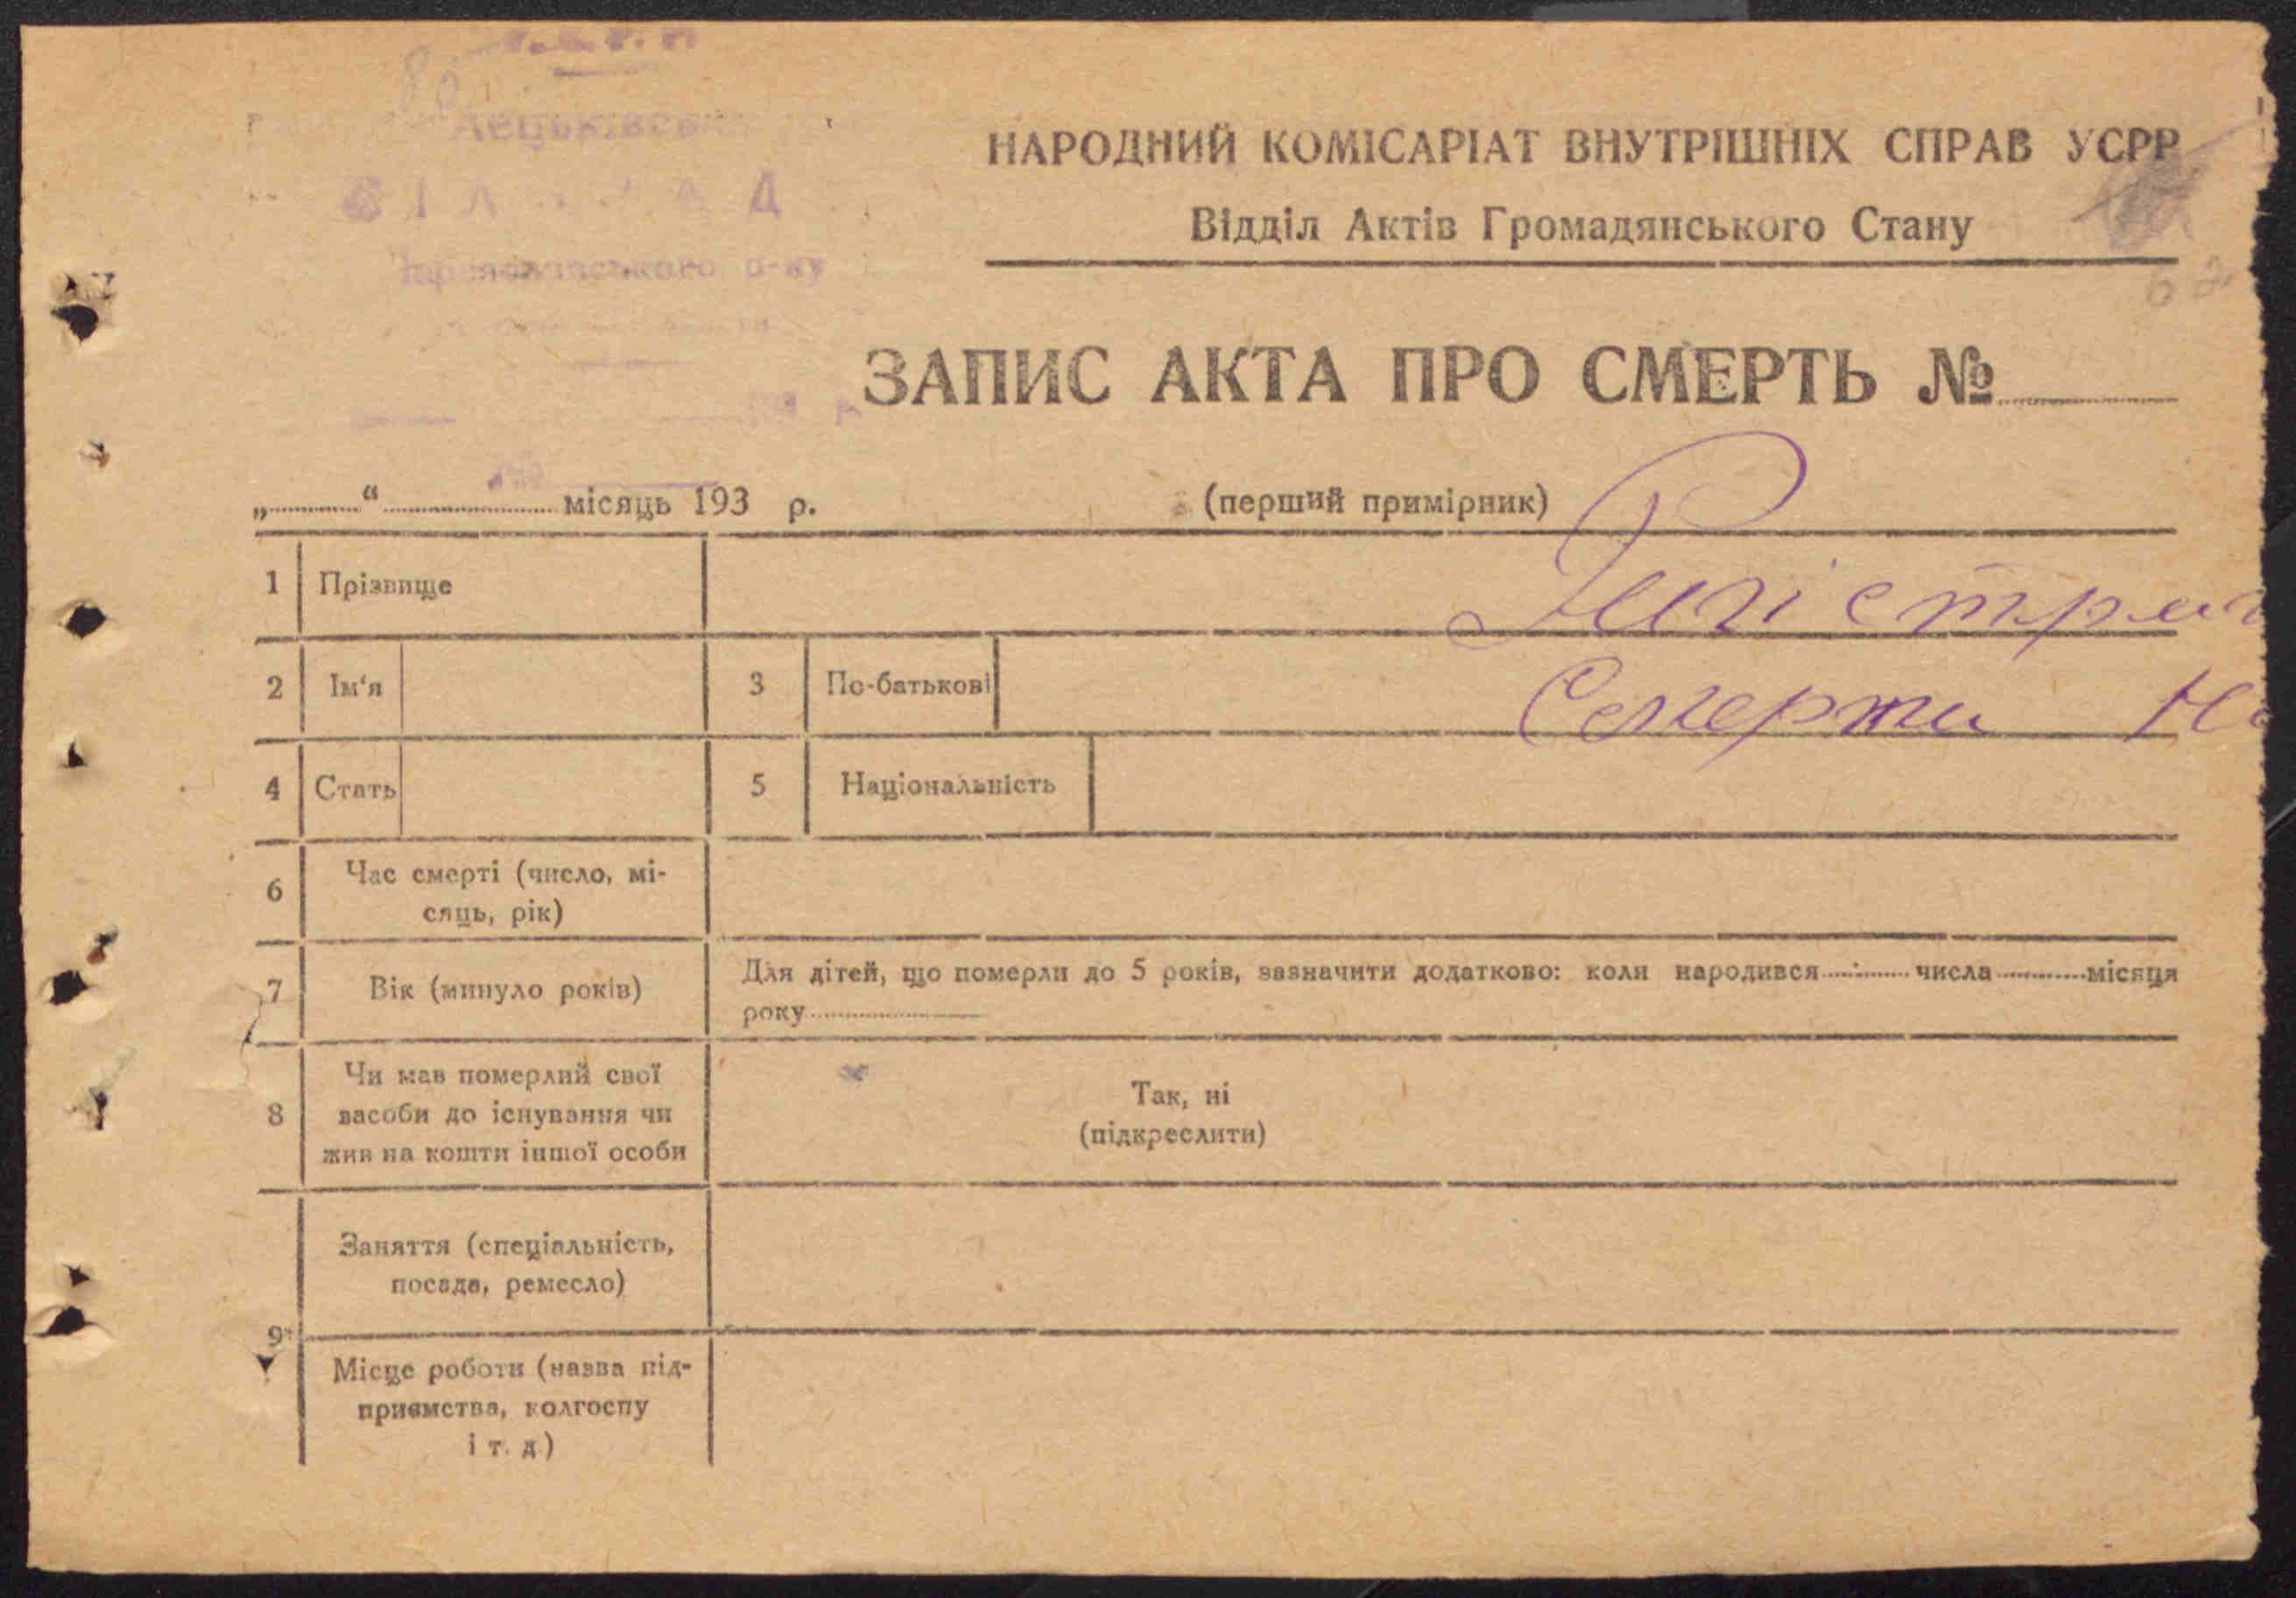 НАРОДНИЙ КОМІСАРІАТ ВНУТРІШНІХ СПРАВ УСРР
Відділ Актів Громадянського Стану
ЗАПИС АКТА ПРО СМЕРТЬ №
„ “ місяць 193 р. (перший примірник)
1 Прізвище
2 Ім'я 3 По-батькові
Смерти
4 Стать 5 Національність
6 Час смерті (число, мі-
сяць, рік)
7 Вік (минуло років) Для дітей, що померли до 5 років, зазначити додатково: коли народився числа місяця
року
8 Чи мав померлий свої
засоби до існування чи
жив на кошти іншої особи
Так, ні
(підкреслити)
9
Заняття (спеціальність,
посада, ремесло)
Місце роботи (назва під-
приємства, колгоспу
і т. д)